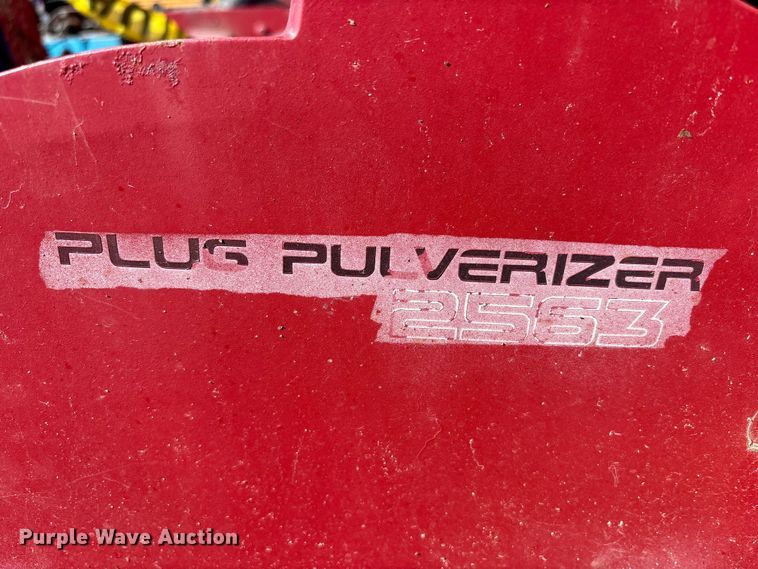 PLUG PULVERIZER
2563
Purple Wave Auction